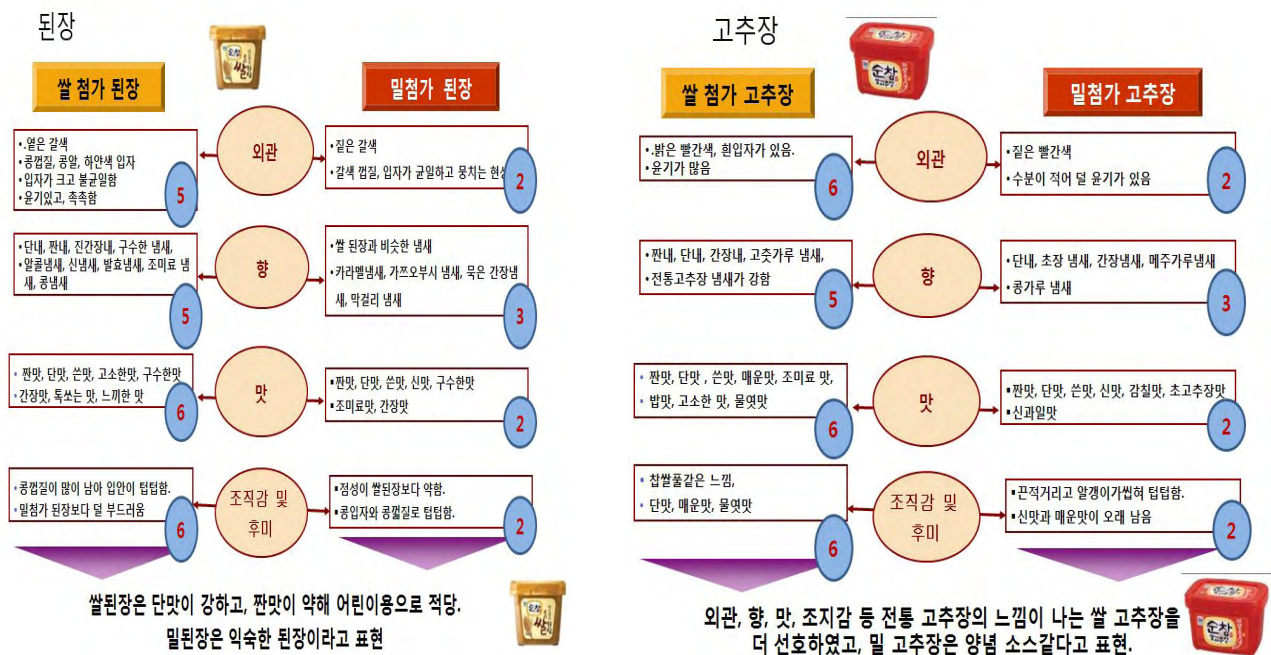 된장
쌀 첨가 된장
밀첨가 된장
외관
•.옅은 갈색
•콩껍질, 콩알, 하얀색 입자
•입자가 크고 불균일함
•윤기있고, 촉촉함
5
•짙은 갈색
•갈색 껍질, 입자가 균일하고 뭉치는 현상
2
향
•단내, 짠내, 진간장내, 구수한 냄새,
•알콜냄새, 신냄새, 발효냄새, 조미료 냄
새, 콩냄새
5
•쌀 된장과 비슷한 냄새
•카라멜냄새, 가쯔오부시 냄새, 묵은 간장냄
새, 막걸리 냄새
3
맛
• 짠맛, 단맛, 쓴맛, 고소한맛, 구수한맛
•간장맛, 톡쏘는 맛, 느끼한 맛
6
▪짠맛, 단맛, 쓴맛, 신맛, 구수한맛
▪조미료맛, 간장맛
2
조직감 및
후미
•콩껍질이 많이 남아 입안이 텁텁함.
•밀첨가 된장보다 덜 부드러움
6
▪점성이 쌀된장보다 약함.
▪콩입자와 콩껍질로 텁텁함.
2
쌀된장은 단맛이 강하고, 짠맛이 약해 어린이용으로 적당.
밀된장은 익숙한 된장이라고 표현
고추장
순창
쌀 첨가 고추장
밀첨가 고추장
외관
•.밝은 빨간색, 흰입자가 있음.
•윤기가 많음
6
•짙은 빨간색
•수분이 적어 덜 윤기가 있음
2
향
•짠내, 단내, 간장내, 고춧가루 냄새,
•전통고추장 냄새가 강함
5
•단내, 초장 냄새, 간장냄새, 메주가루냄새
•콩가루 냄새
3
맛
• 짠맛, 단맛 , 쓴맛, 매운맛, 조미료 맛,
• 밥맛, 고소한 맛, 물엿맛
6
▪짠맛, 단맛, 쓴맛, 신맛, 감칠맛, 초고추장맛
▪신과일맛
2
조직감 및
후미
• 찹쌀풀같은 느낌,
• 단맛, 매운맛, 물엿맛
6
▪끈적거리고 알갱이가씹혀 텁텁함.
▪신맛과 매운맛이 오래 남음
2
외관, 향, 맛, 조지감 등 전통 고추장의 느낌이 나는 쌀 고추장을
더 선호하였고, 밀 고추장은 양념 소스같다고 표현.
순창